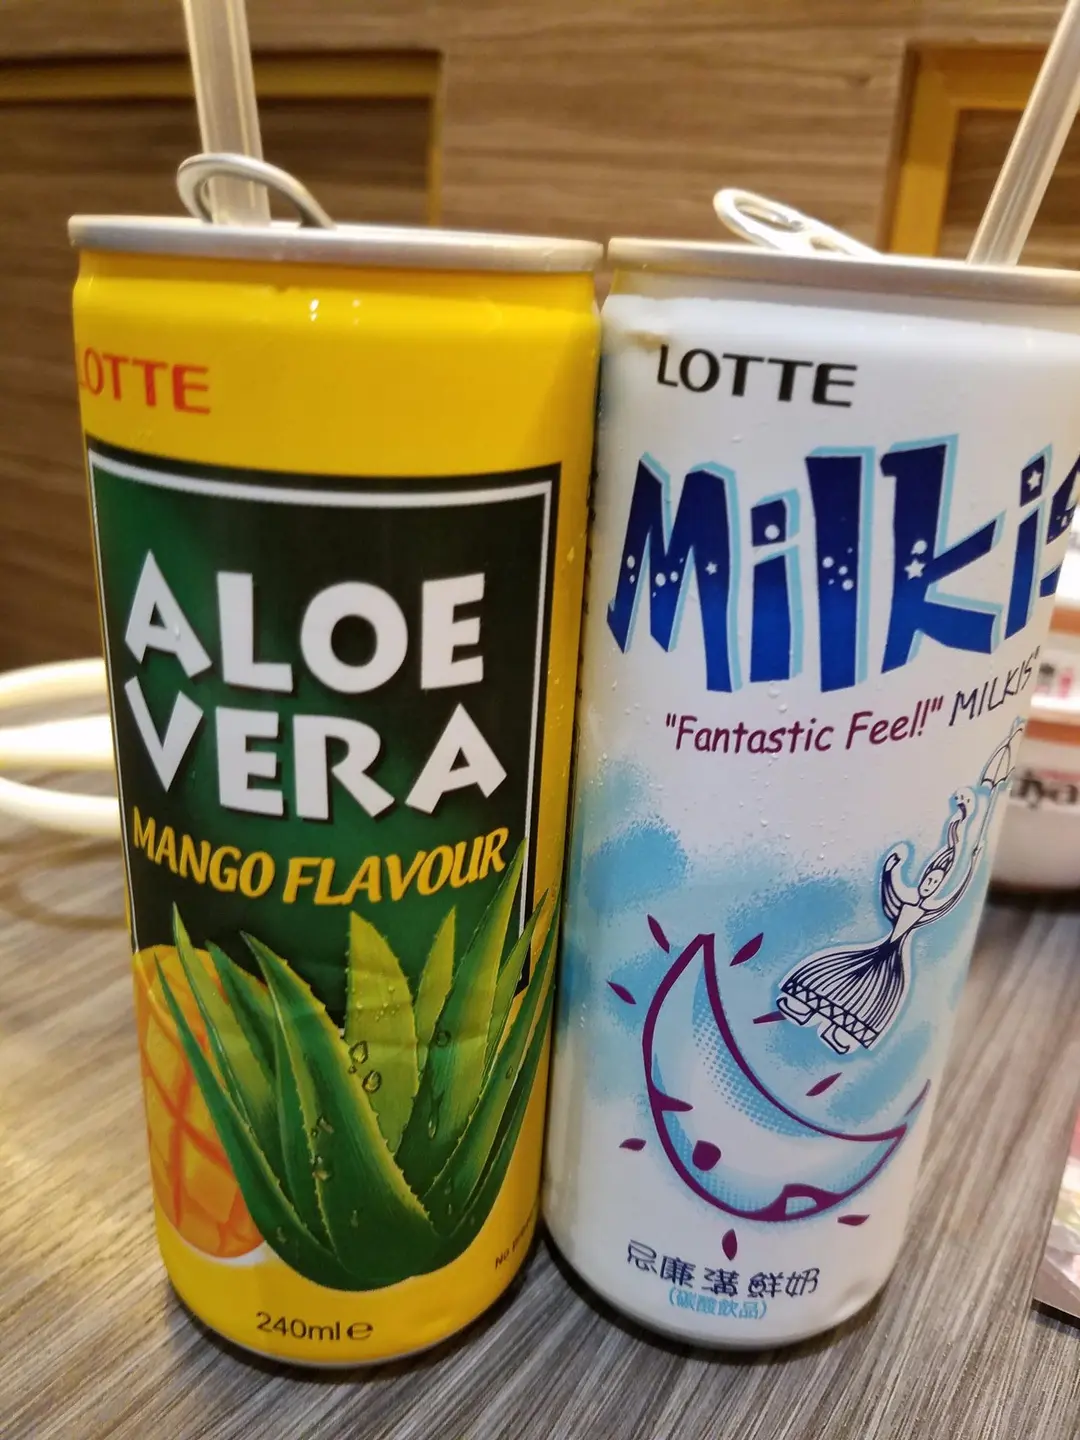 LOTTE
ALOE
VERA
MANGO FLAVOUR
240ml e
LOTTE
Milkis
"Fantastic Feel!" MILKIS"
忌廉溝鮮奶
(碳酸飲品)